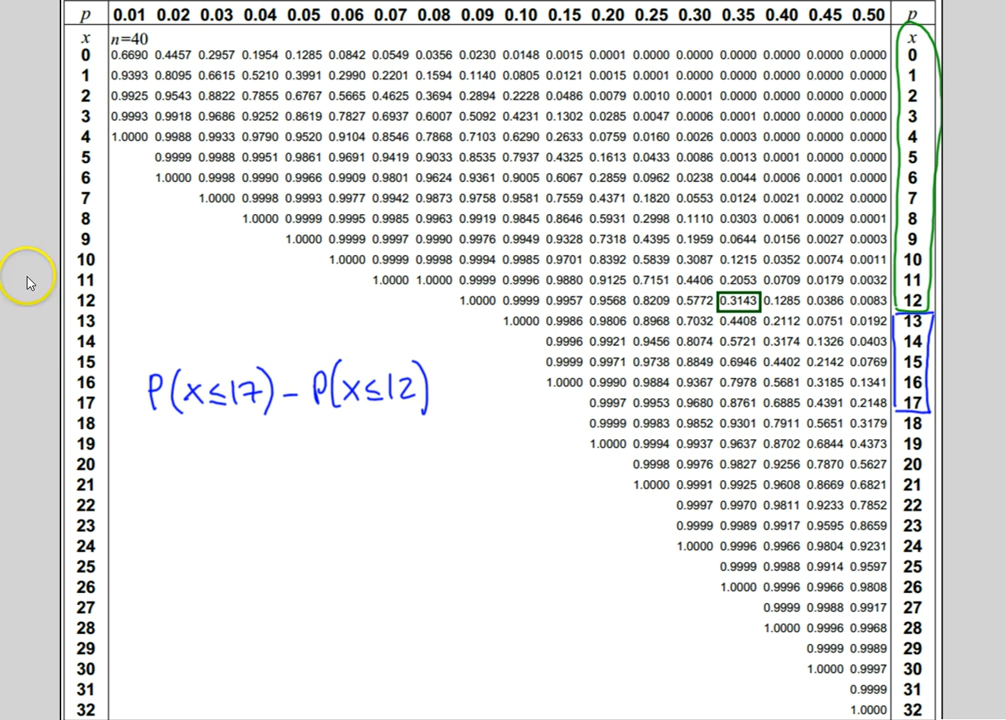 p 0.01 0.02 0.03 0.04 0.05 0.06 0.07 0.08 0.09 0.10 0.15 0.20 0.25 0.30 0.35 0.40 0.45 0.50 p
x n=40 x
0 0.6690 0.4457 0.2957 0.1954 0.1285 0.0842 0.0549 0.0356 0.0230 0.0148 0.0015 0.0001 0.0000 0.0000 0.0000 0.0000 0.0000 0.0000 0
1 0.9393 0.8095 0.6615 0.5210 0.3991 0.2990 0.2201 0.1594 0.1140 0.0805 0.0121 0.0015 0.0001 0.0000 0.0000 0.0000 0.0000 0.0000 1
2 0.9925 0.9543 0.8822 0.7855 0.6767 0.5665 0.4625 0.3694 0.2894 0.2228 0.0486 0.0079 0.0010 0.0001 0.0000 0.0000 0.0000 0.0000 2
3 0.9993 0.9918 0.9686 0.9252 0.8619 0.7827 0.6937 0.6007 0.5092 0.4231 0.1302 0.0285 0.0047 0.0006 0.0001 0.0000 0.0000 0.0000 3
4 1.0000 0.9988 0.9933 0.9790 0.9520 0.9104 0.8546 0.7868 0.7103 0.6290 0.2633 0.0759 0.0160 0.0026 0.0003 0.0000 0.0000 0.0000 4
5 0.9999 0.9988 0.9951 0.9861 0.9691 0.9419 0.9033 0.8535 0.7937 0.4325 0.1613 0.0433 0.0086 0.0013 0.0001 0.0000 0.0000 5
6 1.0000 0.9998 0.9990 0.9966 0.9909 0.9801 0.9624 0.9361 0.9005 0.6067 0.2859 0.0962 0.0238 0.0044 0.0006 0.0001 0.0000 6
7 1.0000 0.9998 0.9993 0.9977 0.9942 0.9873 0.9758 0.9581 0.7559 0.4371 0.1820 0.0553 0.0124 0.0021 0.0002 0.0000 7
8 1.0000 0.9999 0.9995 0.9985 0.9963 0.9919 0.9845 0.8646 0.5931 0.2998 0.1110 0.0303 0.0061 0.0009 0.0001 8
9 1.0000 0.9999 0.9997 0.9990 0.9976 0.9949 0.9328 0.7318 0.4395 0.1959 0.0644 0.0156 0.0027 0.0003 9
10 1.0000 0.9999 0.9998 0.9994 0.9985 0.9701 0.8392 0.5839 0.3087 0.1215 0.0352 0.0074 0.0011 10
11 1.0000 1.0000 0.9999 0.9996 0.9880 0.9125 0.7151 0.4406 0.2053 0.0709 0.0179 0.0032 11
12 1.0000 0.9999 0.9957 0.9568 0.8209 0.5772 0.3143 0.1285 0.0386 0.0083 12
13 1.0000 0.9986 0.9806 0.8968 0.7032 0.4408 0.2112 0.0751 0.0192 13
14 0.9996 0.9921 0.9456 0.8074 0.5721 0.3174 0.1326 0.0403 14
15 0.9999 0.9971 0.9738 0.8849 0.6946 0.4402 0.2142 0.0769 15
16 1.0000 0.9990 0.9884 0.9367 0.7978 0.5681 0.3185 0.1341 16
P(x≤17) – P(x≤12)
17 0.9997 0.9953 0.9680 0.8761 0.6885 0.4391 0.2148 17
18 0.9999 0.9983 0.9852 0.9301 0.7911 0.5651 0.3179 18
19 1.0000 0.9994 0.9937 0.9637 0.8702 0.6844 0.4373 19
20 0.9998 0.9976 0.9827 0.9256 0.7870 0.5627 20
21 1.0000 0.9991 0.9925 0.9608 0.8669 0.6821 21
22 0.9997 0.9970 0.9811 0.9233 0.7852 22
23 0.9999 0.9989 0.9917 0.9595 0.8659 23
24 1.0000 0.9996 0.9966 0.9804 0.9231 24
25 0.9999 0.9988 0.9914 0.9597 25
26 1.0000 0.9996 0.9966 0.9808 26
27 0.9999 0.9988 0.9917 27
28 1.0000 0.9996 0.9968 28
29 0.9999 0.9989 29
30 1.0000 0.9997 30
31 0.9999 31
32 1.0000 32